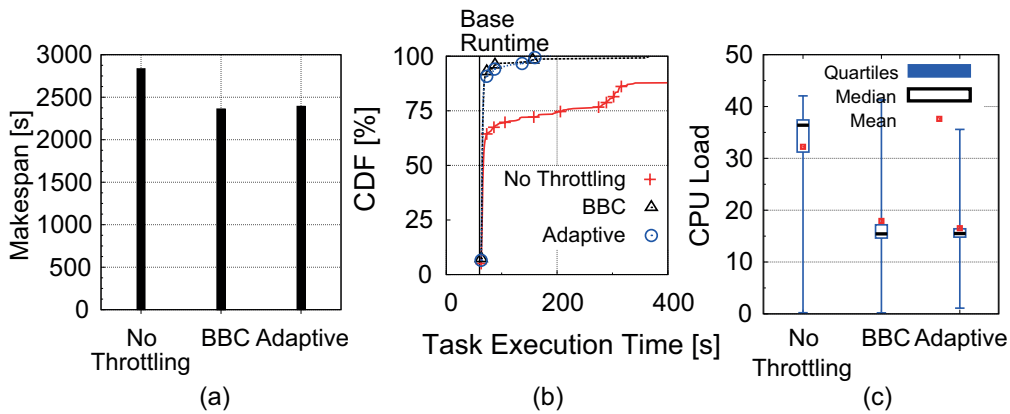 3000
2500
2000
1500
1000
500
0
Makespan [s]
No
Throttling
BBC
Adaptive
(a)
Base
Runtime
100
75
50
25
0
CDF [%]
No Throttling
BBC
Adaptive
0
200
400
Task Execution Time [s]
(b)
50
40
30
20
10
0
CPU Load
Quartiles
Median
Mean
No
Throttling
BBC
Adaptive
(c)